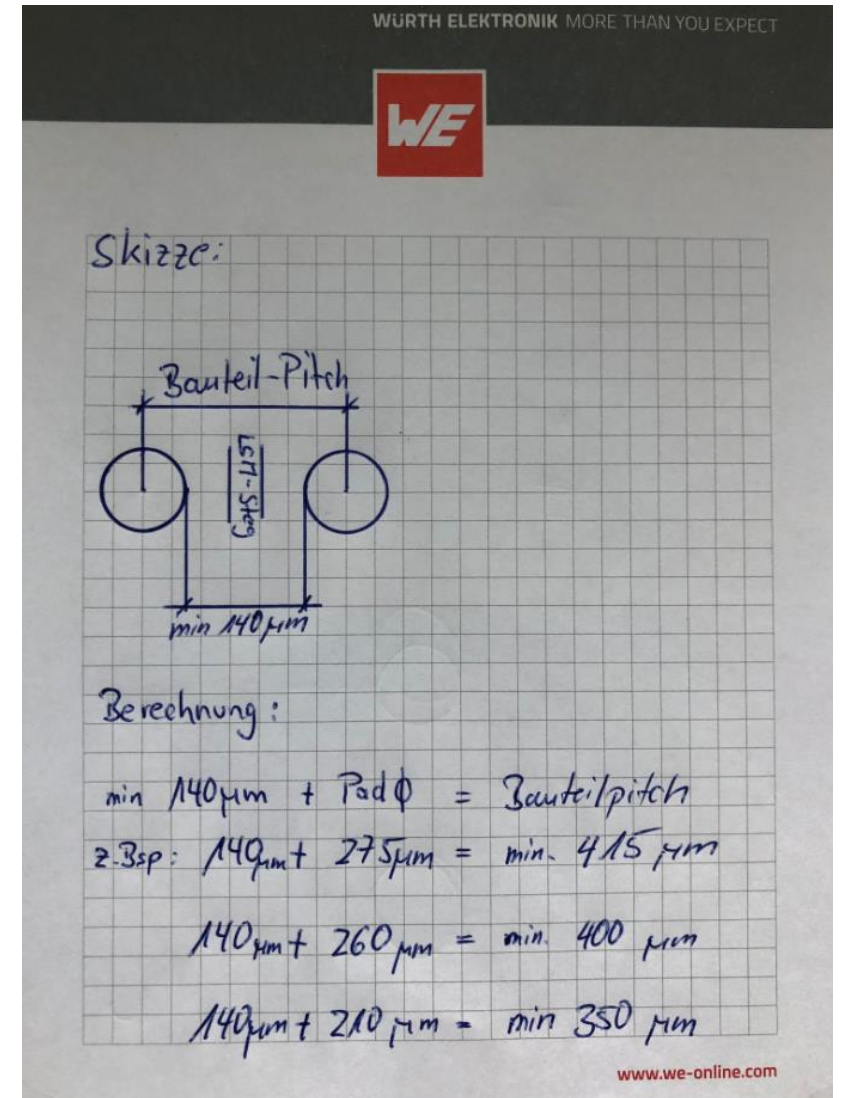 WÜRTH ELEKTRONIK MORE THAN YOU EXPECT
WE
Skizze:
Bauteil-Pitch
LSM-Steg
min 140µm
Berechnung:
min 140µm + Pad ϕ = Bauteilpitch
z.Bsp: 140µm + 275µm = min. 415 µm
140µm + 260µm = min. 400 µm
140µm + 210µm = min 350 µm
www.we-online.com